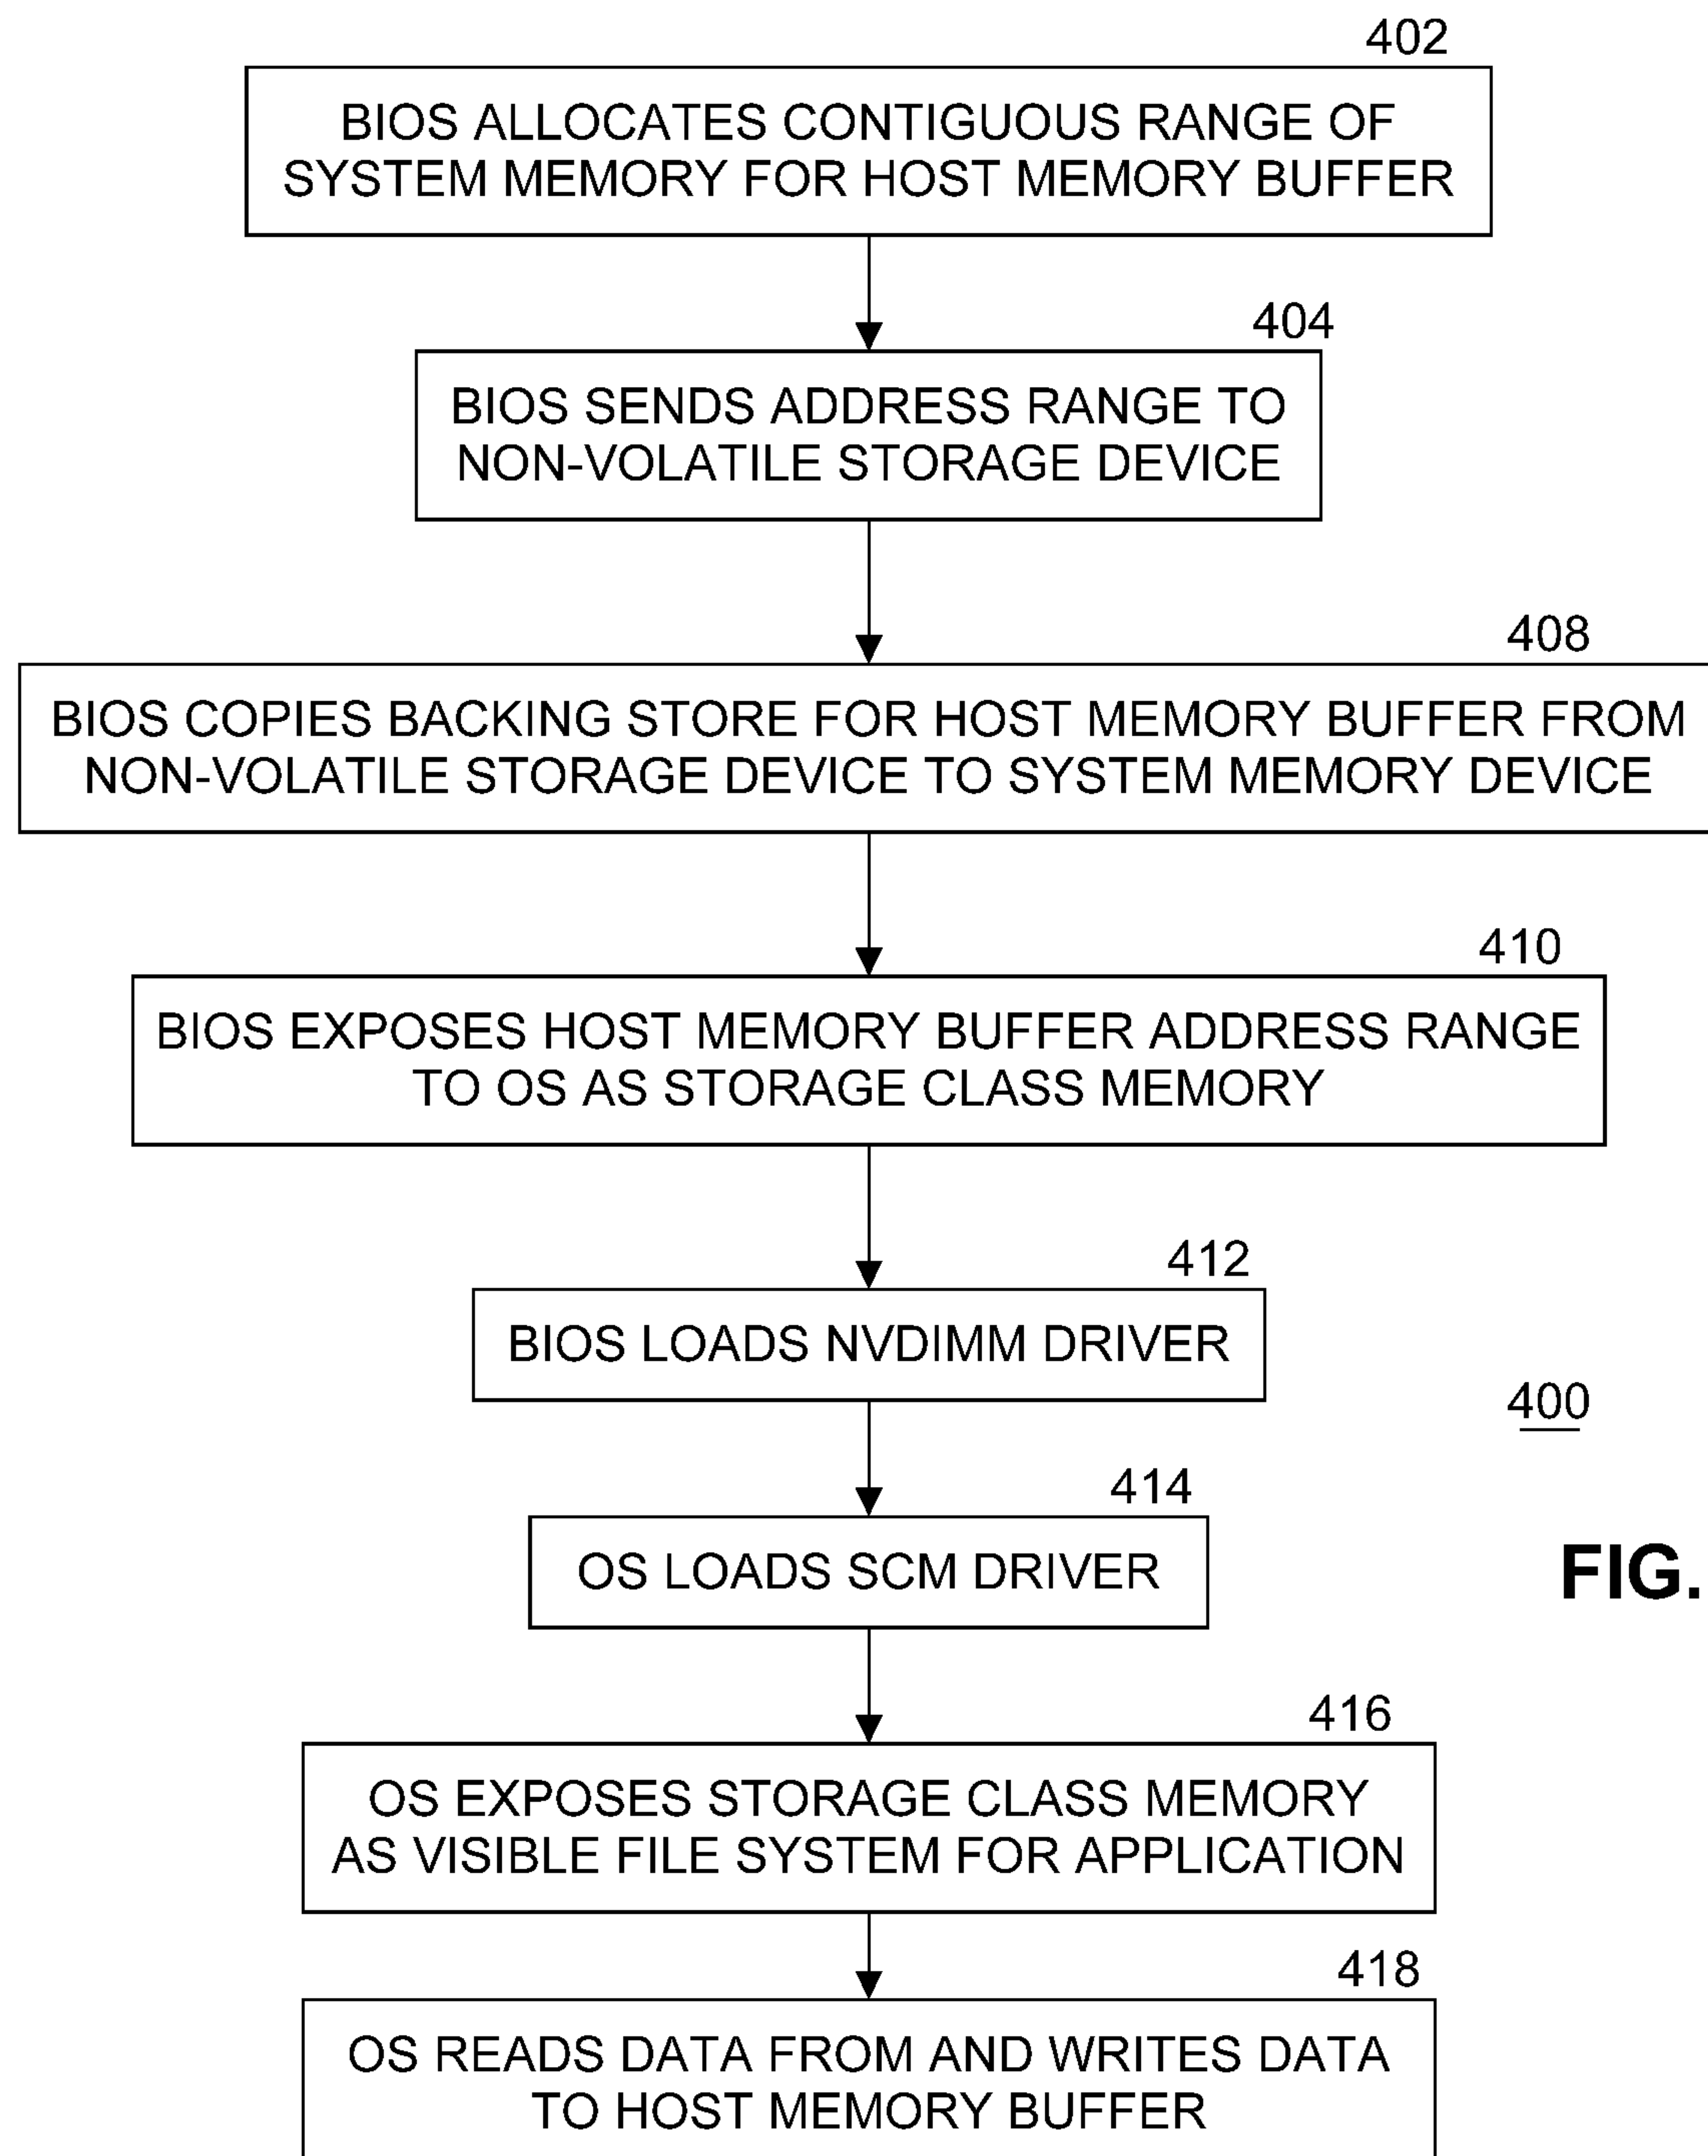 402
BIOS ALLOCATES CONTIGUOUS RANGE OF
SYSTEM MEMORY FOR HOST MEMORY BUFFER
404
BIOS SENDS ADDRESS RANGE TO
NON-VOLATILE STORAGE DEVICE
408
BIOS COPIES BACKING STORE FOR HOST MEMORY BUFFER FROM
NON-VOLATILE STORAGE DEVICE TO SYSTEM MEMORY DEVICE
410
BIOS EXPOSES HOST MEMORY BUFFER ADDRESS RANGE
TO OS AS STORAGE CLASS MEMORY
412
BIOS LOADS NVDIMM DRIVER
400
414
OS LOADS SCM DRIVER
FIG.
416
OS EXPOSES STORAGE CLASS MEMORY
AS VISIBLE FILE SYSTEM FOR APPLICATION
418
OS READS DATA FROM AND WRITES DATA
TO HOST MEMORY BUFFER